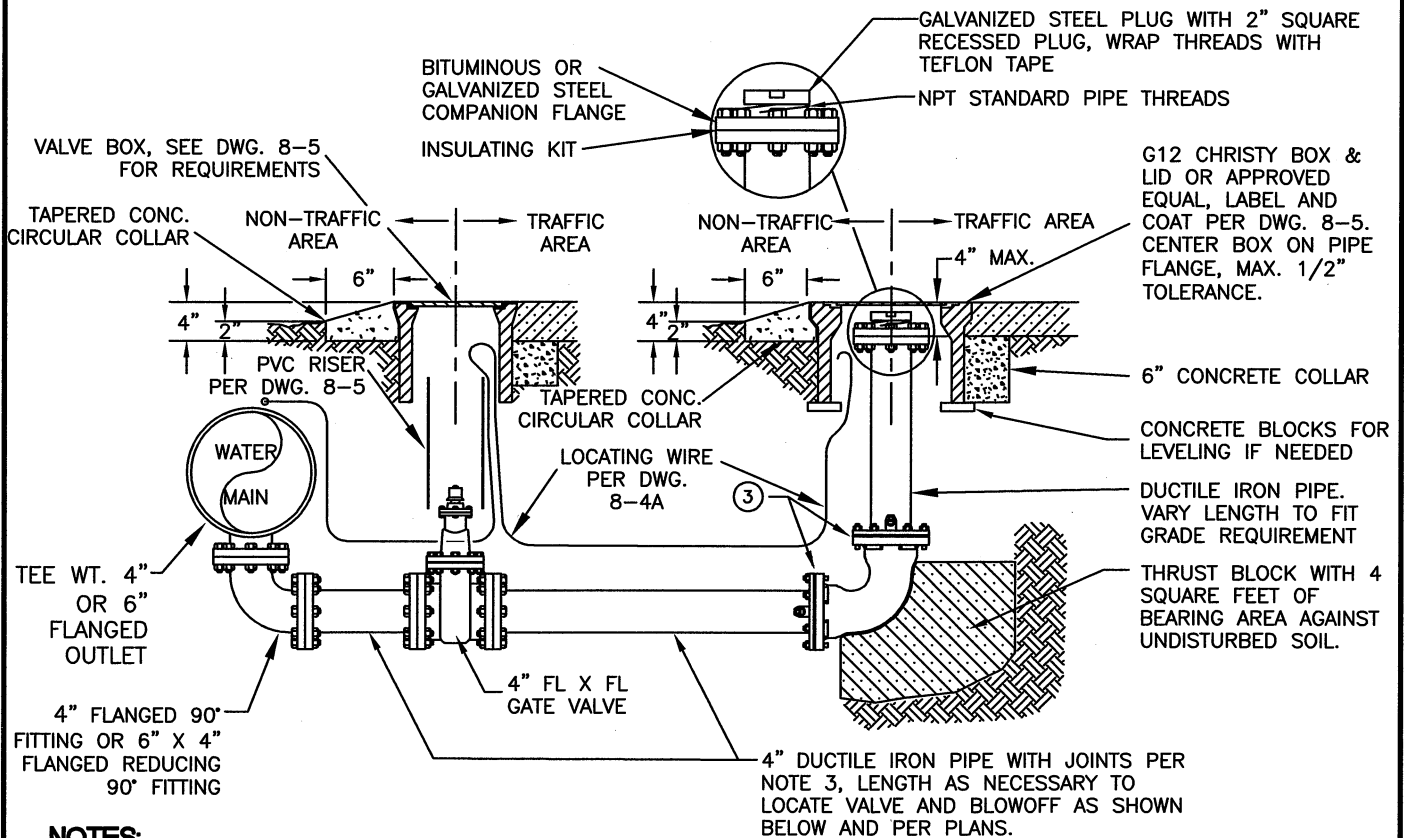 GALVANIZED STEEL PLUG WITH 2" SQUARE
RECESSED PLUG, WRAP THREADS WITH
TEFLON TAPE
BITUMINOUS OR
GALVANIZED STEEL
COMPANION FLANGE
NPT STANDARD PIPE THREADS
INSULATING KIT
VALVE BOX, SEE DWG. 8-5
FOR REQUIREMENTS
G12 CHRISTY BOX &
LID OR APPROVED
EQUAL, LABEL AND
COAT PER DWG. 8-5.
CENTER BOX ON PIPE
FLANGE, MAX. 1/2"
TOLERANCE.
TAPERED CONC.
CIRCULAR COLLAR
NON-TRAFFIC
AREA
TRAFFIC
AREA
NON-TRAFFIC
AREA
TRAFFIC AREA
4" MAX.
6"
6"
4"
2"
4"
2"
PVC RISER
PER DWG. 8-5
TAPERED CONC.
CIRCULAR COLLAR
6" CONCRETE COLLAR
CONCRETE BLOCKS FOR
LEVELING IF NEEDED
WATER
MAIN
LOCATING WIRE
PER DWG.
8-4A
3
DUCTILE IRON PIPE.
VARY LENGTH TO FIT
GRADE REQUIREMENT
TEE WT. 4"
OR 6"
FLANGED
OUTLET
THRUST BLOCK WITH 4
SQUARE FEET OF
BEARING AREA AGAINST
UNDISTURBED SOIL.
4" FL X FL
GATE VALVE
4" FLANGED 90°
FITTING OR 6" X 4"
FLANGED REDUCING
90° FITTING
4" DUCTILE IRON PIPE WITH JOINTS PER
NOTE 3, LENGTH AS NECESSARY TO
LOCATE VALVE AND BLOWOFF AS SHOWN
BELOW AND PER PLANS.
NOTES: